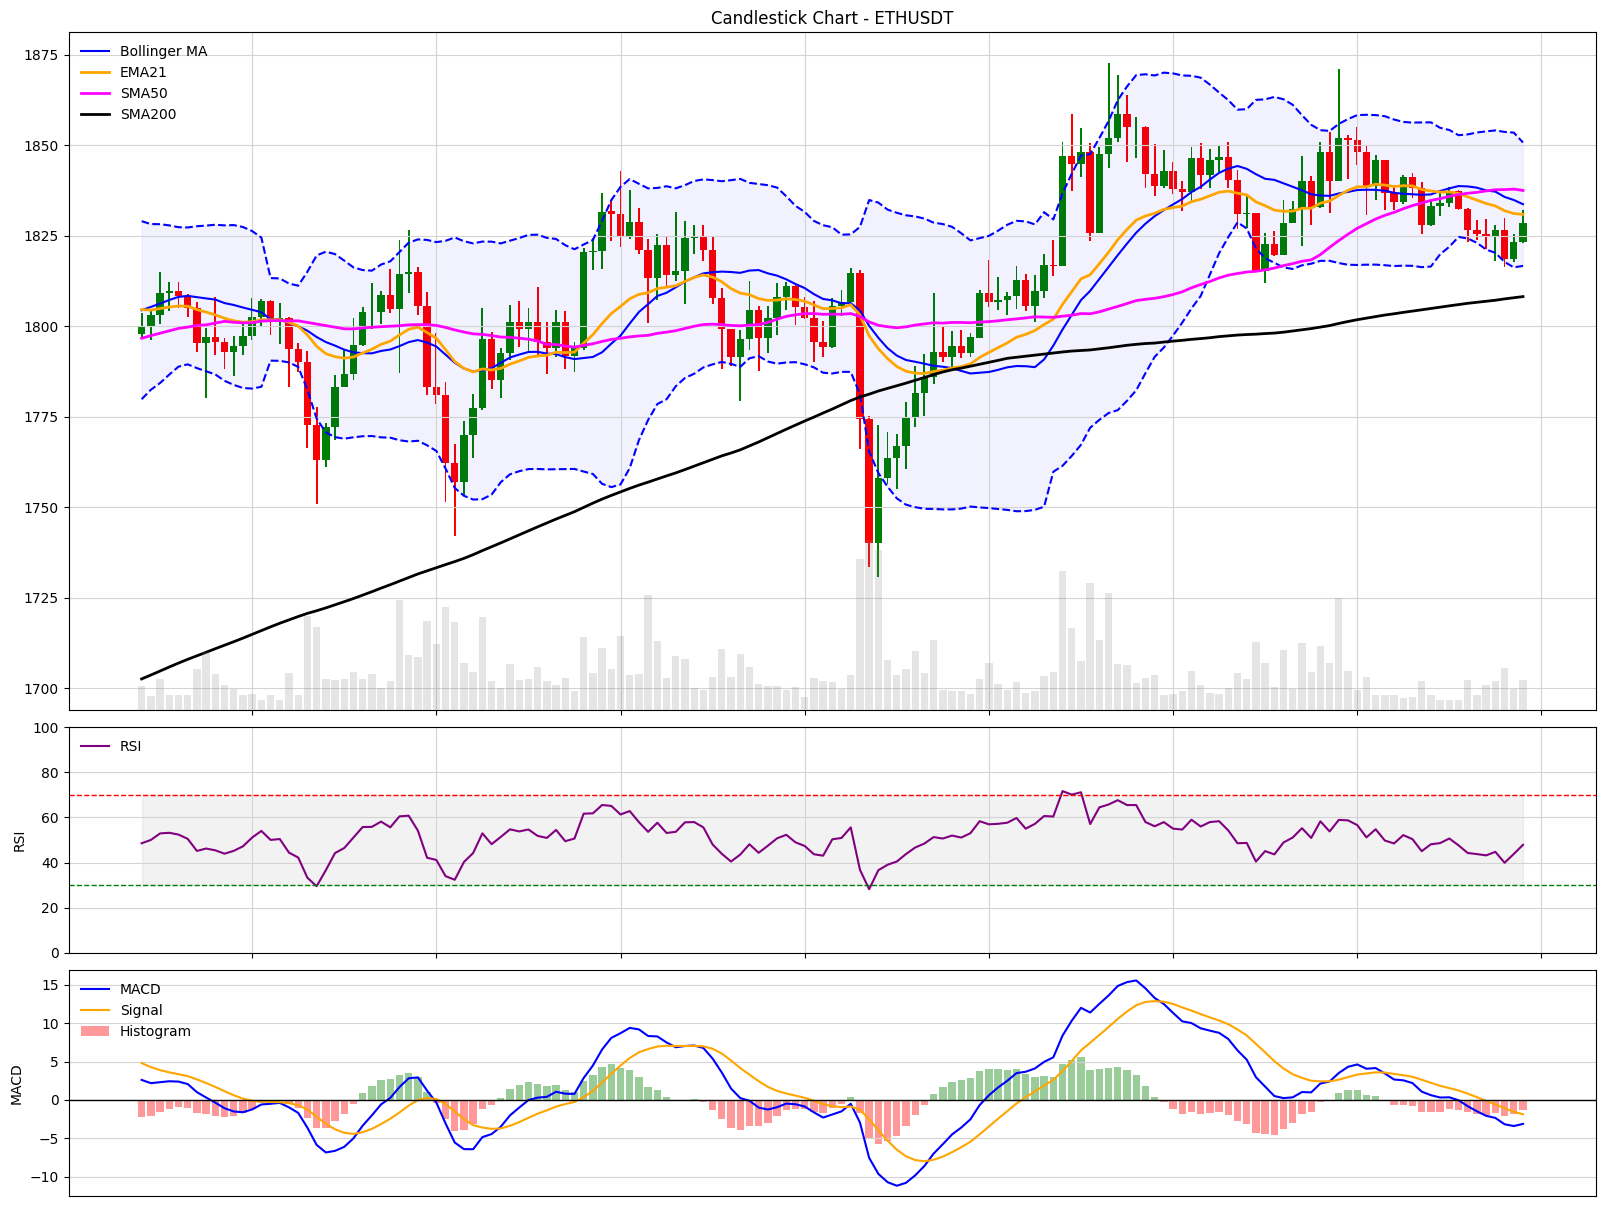 Candlestick Chart - ETHUSDT
Bollinger MA
EMA21
SMA50
SMA200
1875
1850
1825
1800
1775
1750
1725
1700
RSI
RSI
100
80
60
40
20
0
MACD
Signal
Histogram
MACD
15
10
5
0
−5
−10